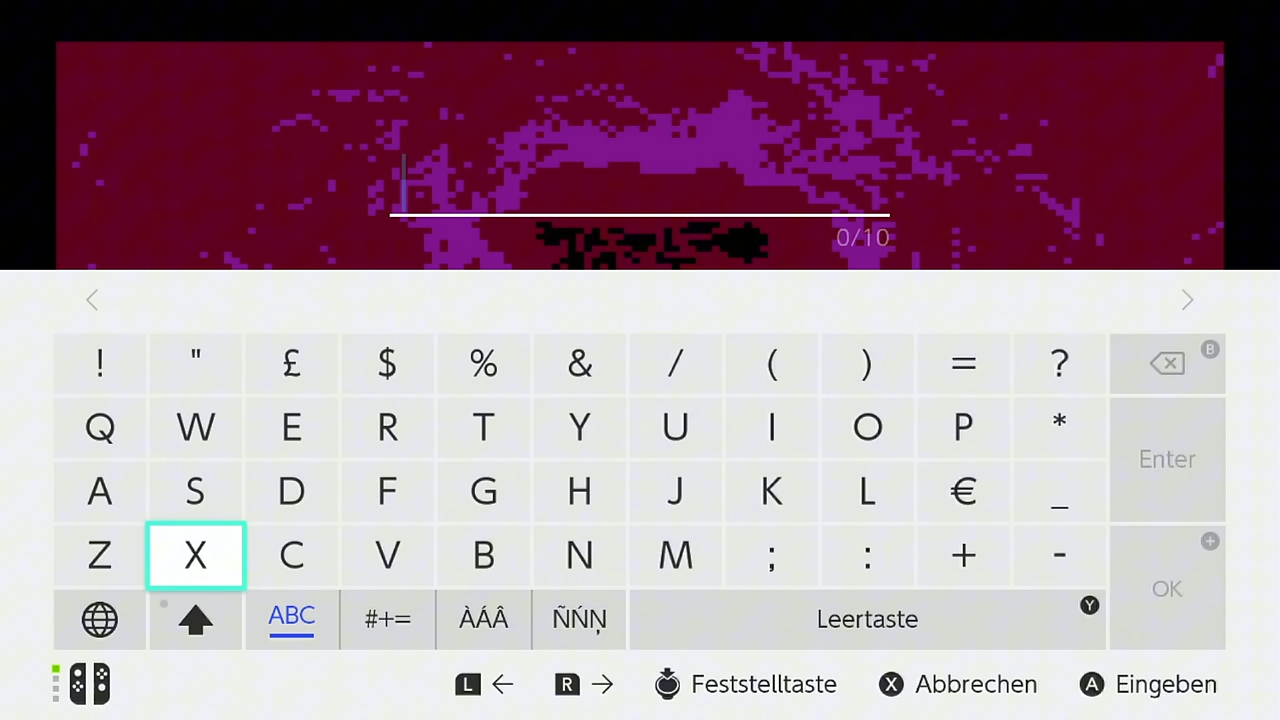 0/10
! " £ $ % & / ( ) = ? B
Q W E R T Y U I O P *
A S D F G H J K L € _ Enter
Z X C V B N M ; : + - +
ABC #+= ÀÁÂ ÑŃŅ Leertaste Y OK
L ← R → Feststelltaste X Abbrechen A Eingeben